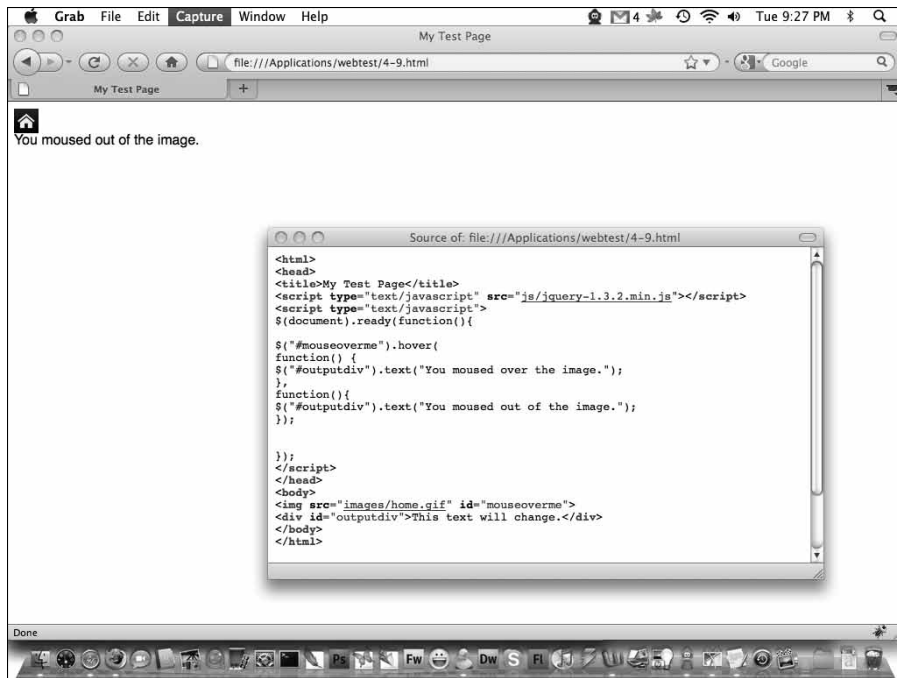 Grab File Edit Capture Window Help 4 Tue 9:27 PM
My Test Page
file:///Applications/webtest/4-9.html Google
My Test Page +
You moused out of the image.
Source of: file:///Applications/webtest/4-9.html
<html>
<head>
<title>My Test Page</title>
<script type="text/javascript" src="js/jquery-1.3.2.min.js"></script>
<script type="text/javascript">
$(document).ready(function(){
$("#mouseoverme").hover(
function() {
$("#outputdiv").text("You moused over the image.");
},
function(){
$("#outputdiv").text("You moused out of the image.");
});
});
</script>
</head>
<body>
<img src="images/home.gif" id="mouseoverme">
<div id="outputdiv">This text will change.</div>
</body>
</html>
Done
Ps Fw Dw S Fl